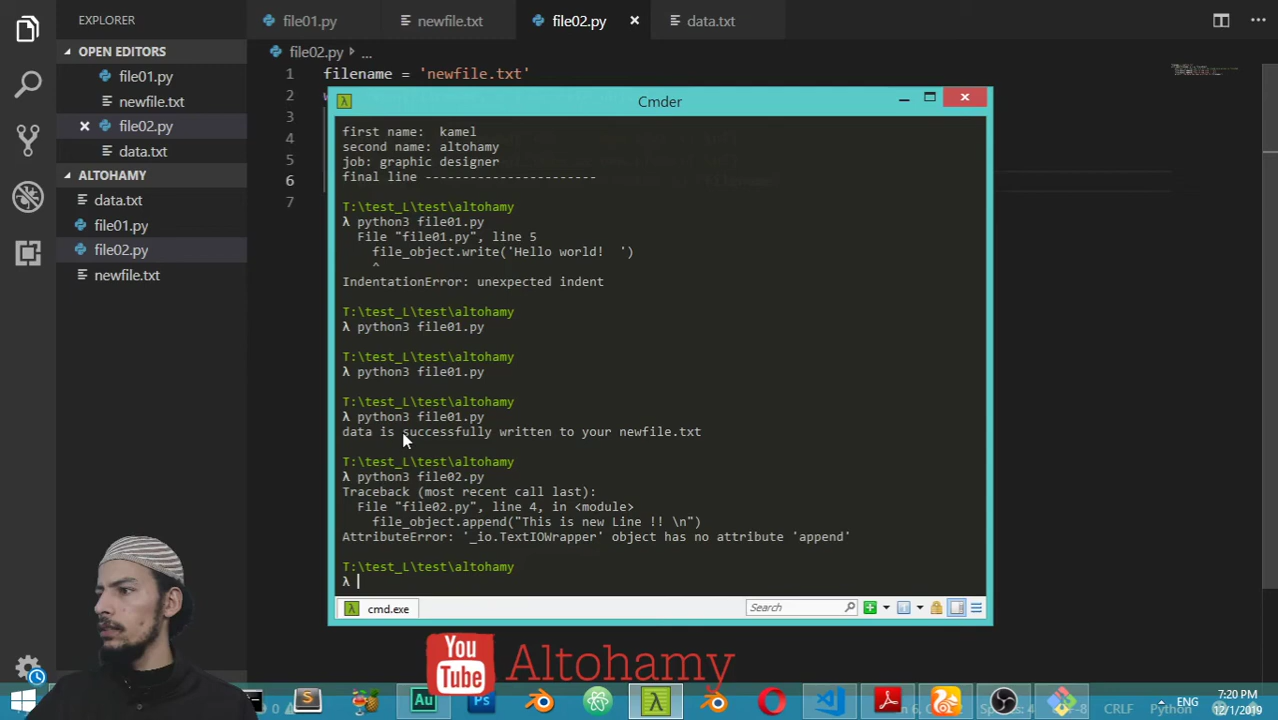 EXPLORER
OPEN EDITORS
file01.py
newfile.txt
file02.py
data.txt
ALTOHAMY
data.txt
file01.py
file02.py
newfile.txt
file01.py
newfile.txt
file02.py
data.txt
file02.py
...
1 filename = 'newfile.txt'
2
3
4
5
6
7
Cmder
first name:  kamel
second name: altohamy
job: graphic designer
final line -----------------------
T:\test_L\test\altohamy
λ python3 file01.py
File "file01.py", line 5
file_object.write('Hello world!  ')
^
IndentationError: unexpected indent
T:\test_L\test\altohamy
λ python3 file01.py
T:\test_L\test\altohamy
λ python3 file01.py
T:\test_L\test\altohamy
λ python3 file01.py
data is successfully written to your newfile.txt
T:\test_L\test\altohamy
λ python3 file02.py
Traceback (most recent call last):
File "file02.py", line 4, in <module>
file_object.append("This is new Line !! \n")
AttributeError: '_io.TextIOWrapper' object has no attribute 'append'
T:\test_L\test\altohamy
λ
cmd.exe
Search
You Tube Altohamy
Au
Ps
ENG
7:20 PM
12/1/2019